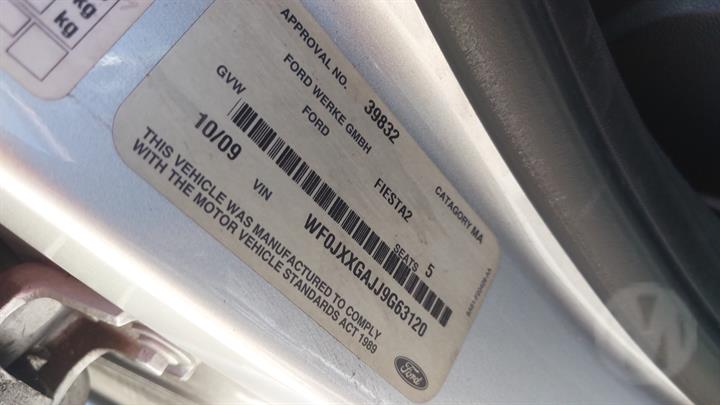 kg
kg
APPROVAL NO. 39832
CATAGORY MA
FORD WERKE GMBH
FORD
FIESTA2
GVW
SEATS 5
10/09
VIN
WF0JXXGAJJ9G63120
THIS VEHICLE WAS MANUFACTURED TO COMPLY
WITH THE MOTOR VEHICLE STANDARDS ACT 1989
Ford